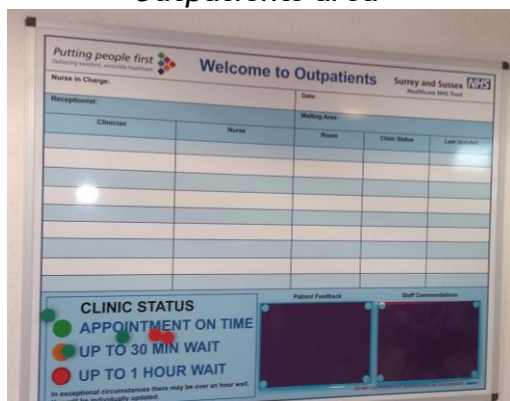 Outpatients area
Putting people first
Delivering excellent, accessible healthcare
Welcome to Outpatients
Surrey and Sussex NHS
Healthcare NHS Trust
Nurse in Charge:
Date:
Receptionist:
Waiting Area:
Clinician
Nurse
Room
Clinic Status
Last Updated
CLINIC STATUS
APPOINTMENT ON TIME
UP TO 30 MIN WAIT
UP TO 1 HOUR WAIT
In exceptional circumstances there may be over an hour wait.
be individually updated.
Patient Feedback
Staff Commendations